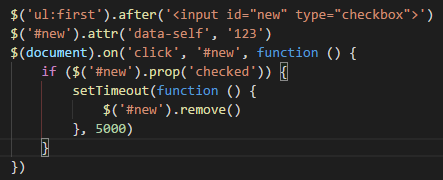 $('ul:first').after('<input id="new" type="checkbox">')
$('#new').attr('data-self', '123')
$(document).on('click', '#new', function () {
    if ($('#new').prop('checked')) {
        setTimeout(function () {
            $('#new').remove()
        }, 5000)
    }
})